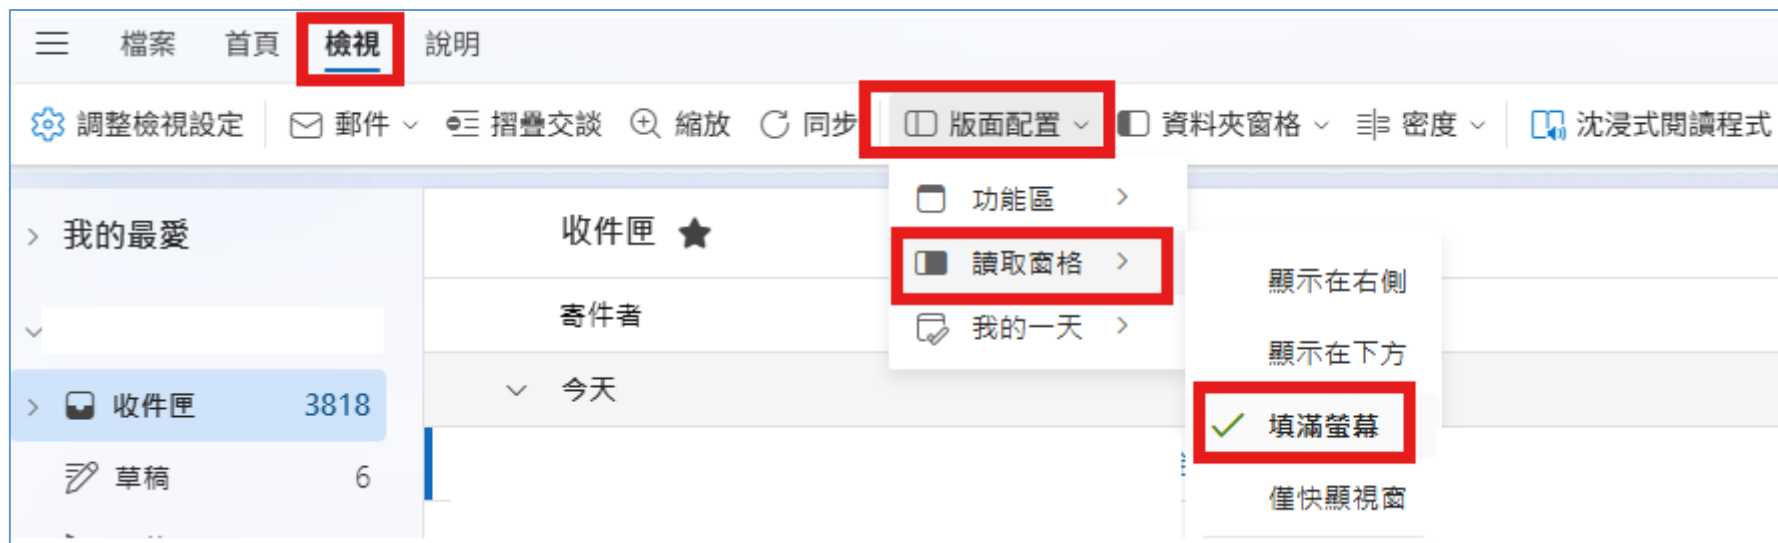 檔案 首頁 檢視 說明
調整檢視設定 郵件 摺疊交談 縮放 同步 版面配置 資料夾窗格 密度 沈浸式閱讀程式
功能區
我的最愛 收件匣
讀取窗格
顯示在右側
寄件者
我的一天
顯示在下方
今天
收件匣 3818
填滿螢幕
草稿 6
僅快顯視窗